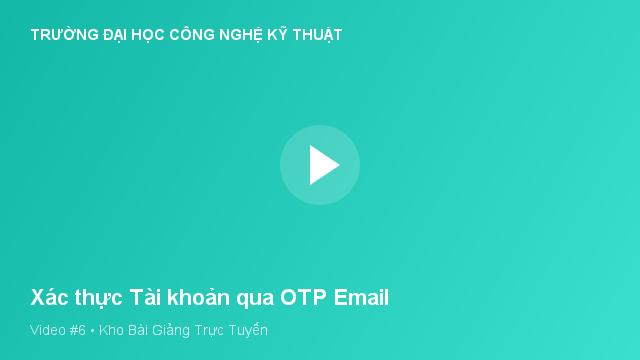 TRƯỜNG ĐẠI HỌC CÔNG NGHỆ KỸ THUẬT
Xác thực Tài khoản qua OTP Email
Video #6 • Kho Bài Giảng Trực Tuyến